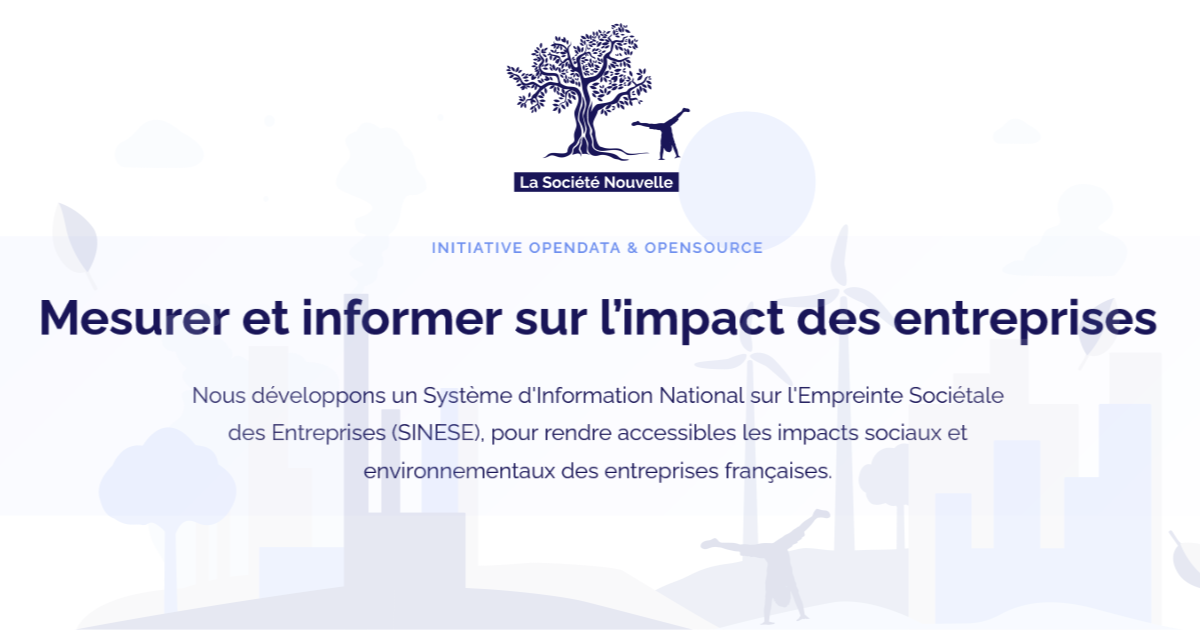 La Société Nouvelle
INITIATIVE OPENDATA & OPENSOURCE
Mesurer et informer sur l’impact des entreprises
Nous développons un Système d'Information National sur l'Empreinte Sociétale
des Entreprises (SINESE), pour rendre accessibles les impacts sociaux et
environnementaux des entreprises françaises.